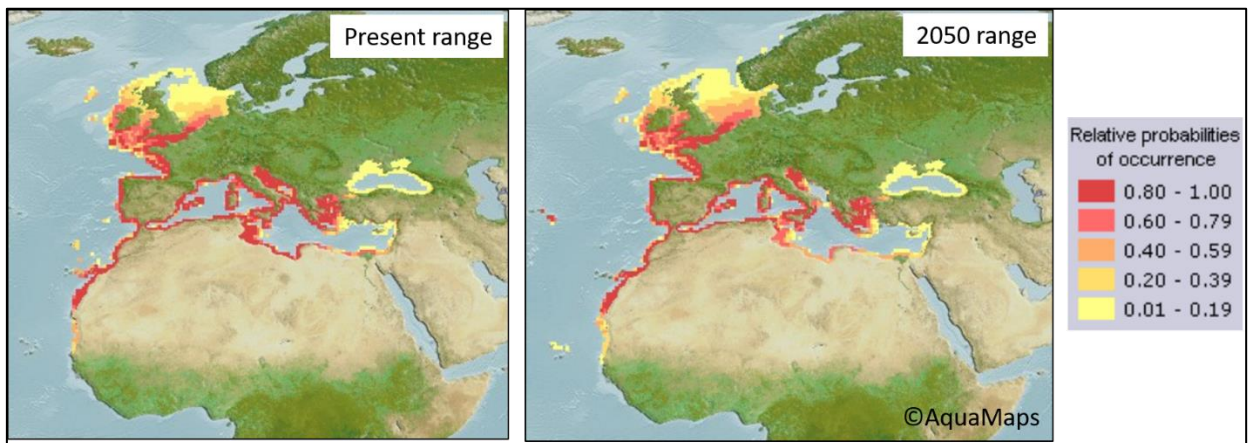 Present range
2050 range
Relative probabilities
of occurrence
0.80 - 1.00
0.60 - 0.79
0.40 - 0.59
0.20 - 0.39
0.01 - 0.19
©AquaMaps